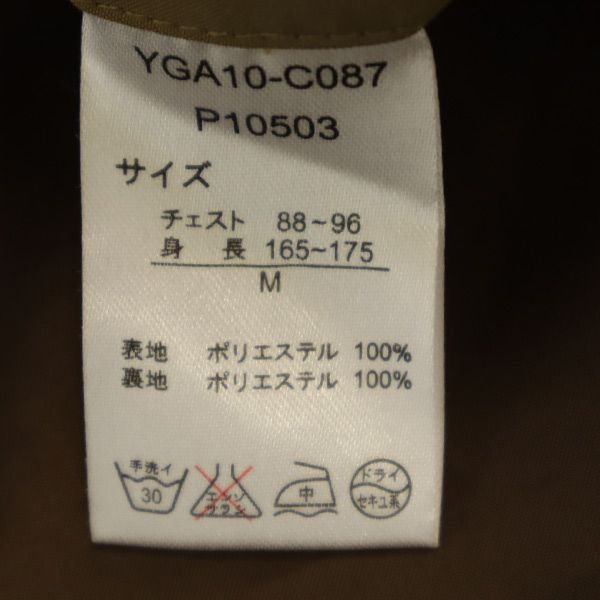 YGA10-C087
P10503
サイズ
チェスト 88~96
身 長 165~175
M
表地 ポリエステル 100%
裏地 ポリエステル 100%
手洗イ
30
エンソ
サラシ
中
ドライ
セキユ系